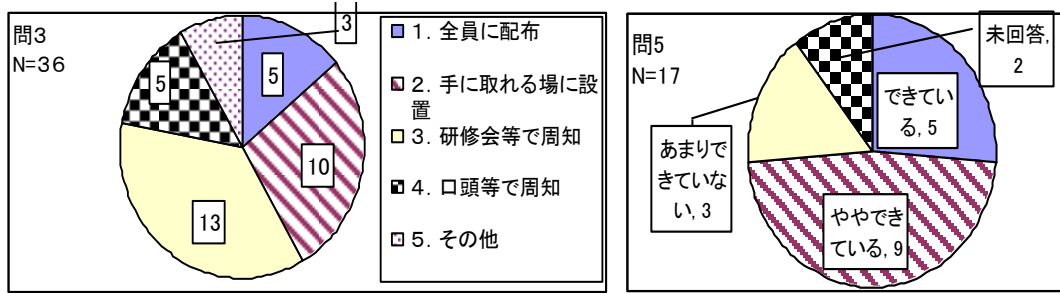 問3
N=36
3
5
10
13
5
1. 全員に配布
2. 手に取れる場に設
置
3. 研修会等で周知
4. 口頭等で周知
5. その他
問5
N=17
未回答,
2
できてい
る, 5
あまりで
きていな
い, 3
ややでき
ている, 9